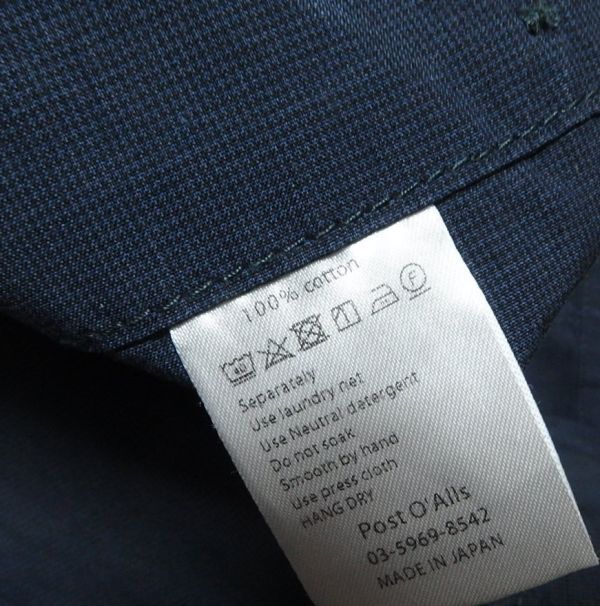 100% cotton
40 F
Separately
Use laundry net
Use Neutral detergent
Do not soak
Smooth by hand
Use press cloth
HANG DRY
Post O'Alls
03-5969-8542
MADE IN JAPAN